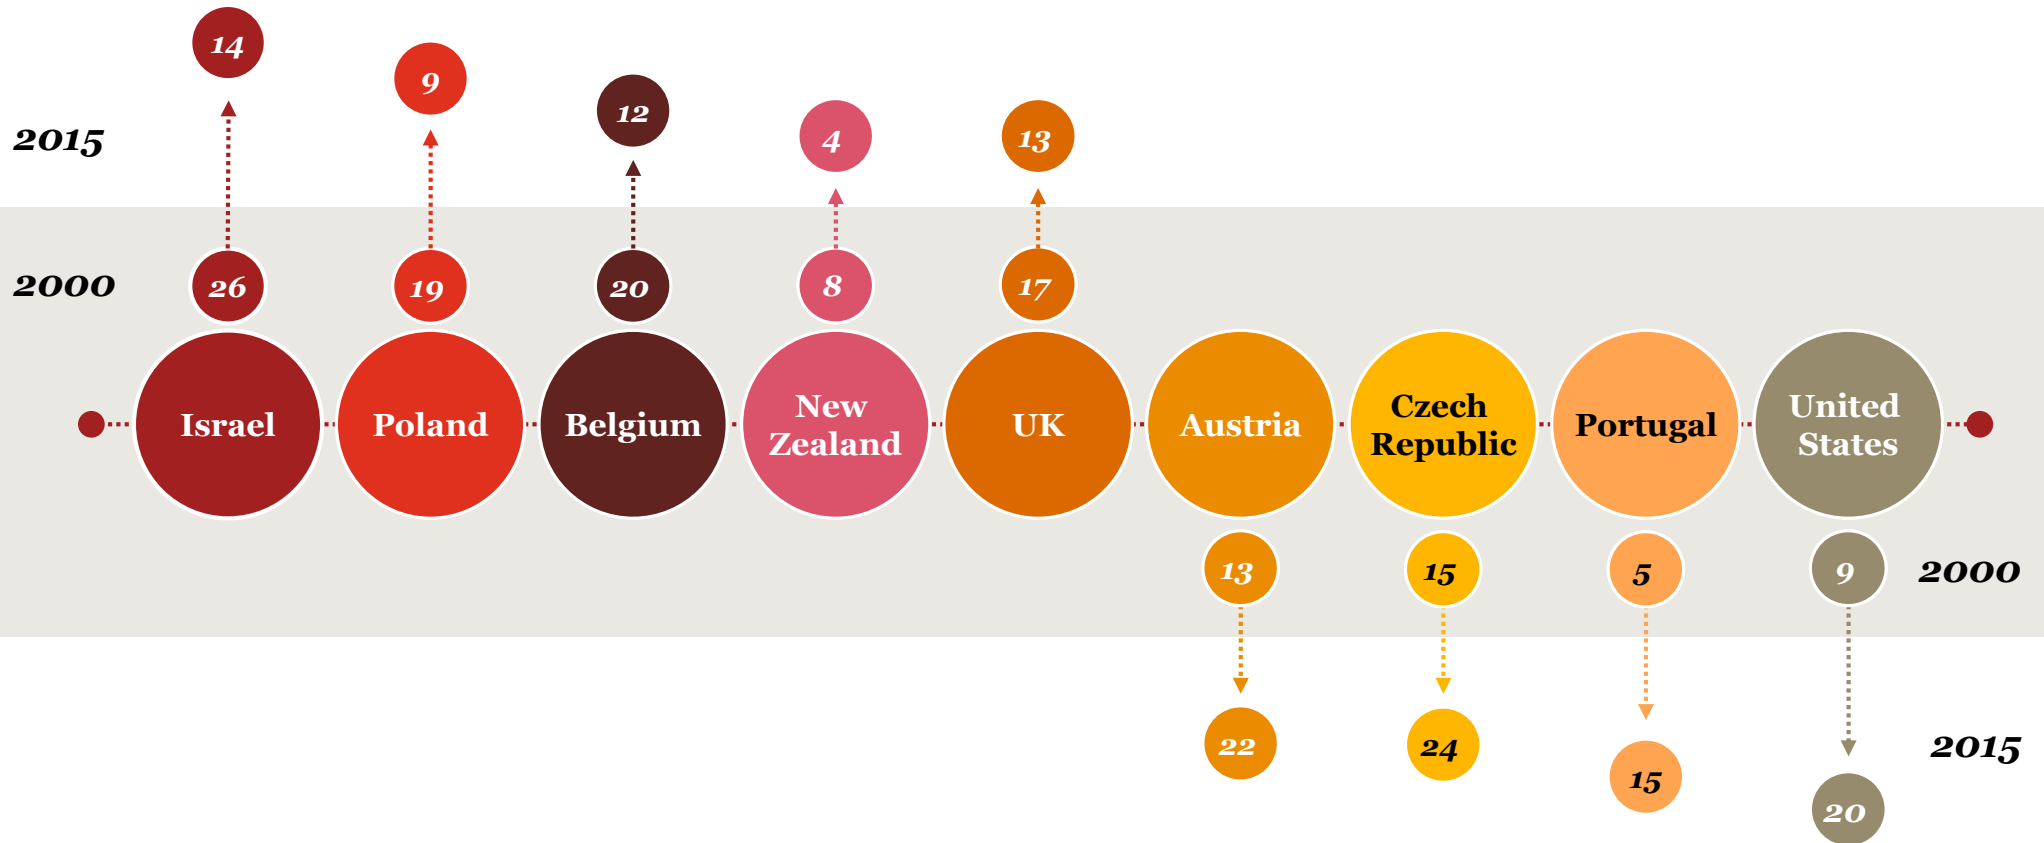 14
9
12
4
13
2015
2000
26
19
20
8
17
Israel
Poland
Belgium
New
Zealand
UK
Austria
Czech
Republic
Portugal
United
States
13
15
5
9
2000
22
24
15
20
2015